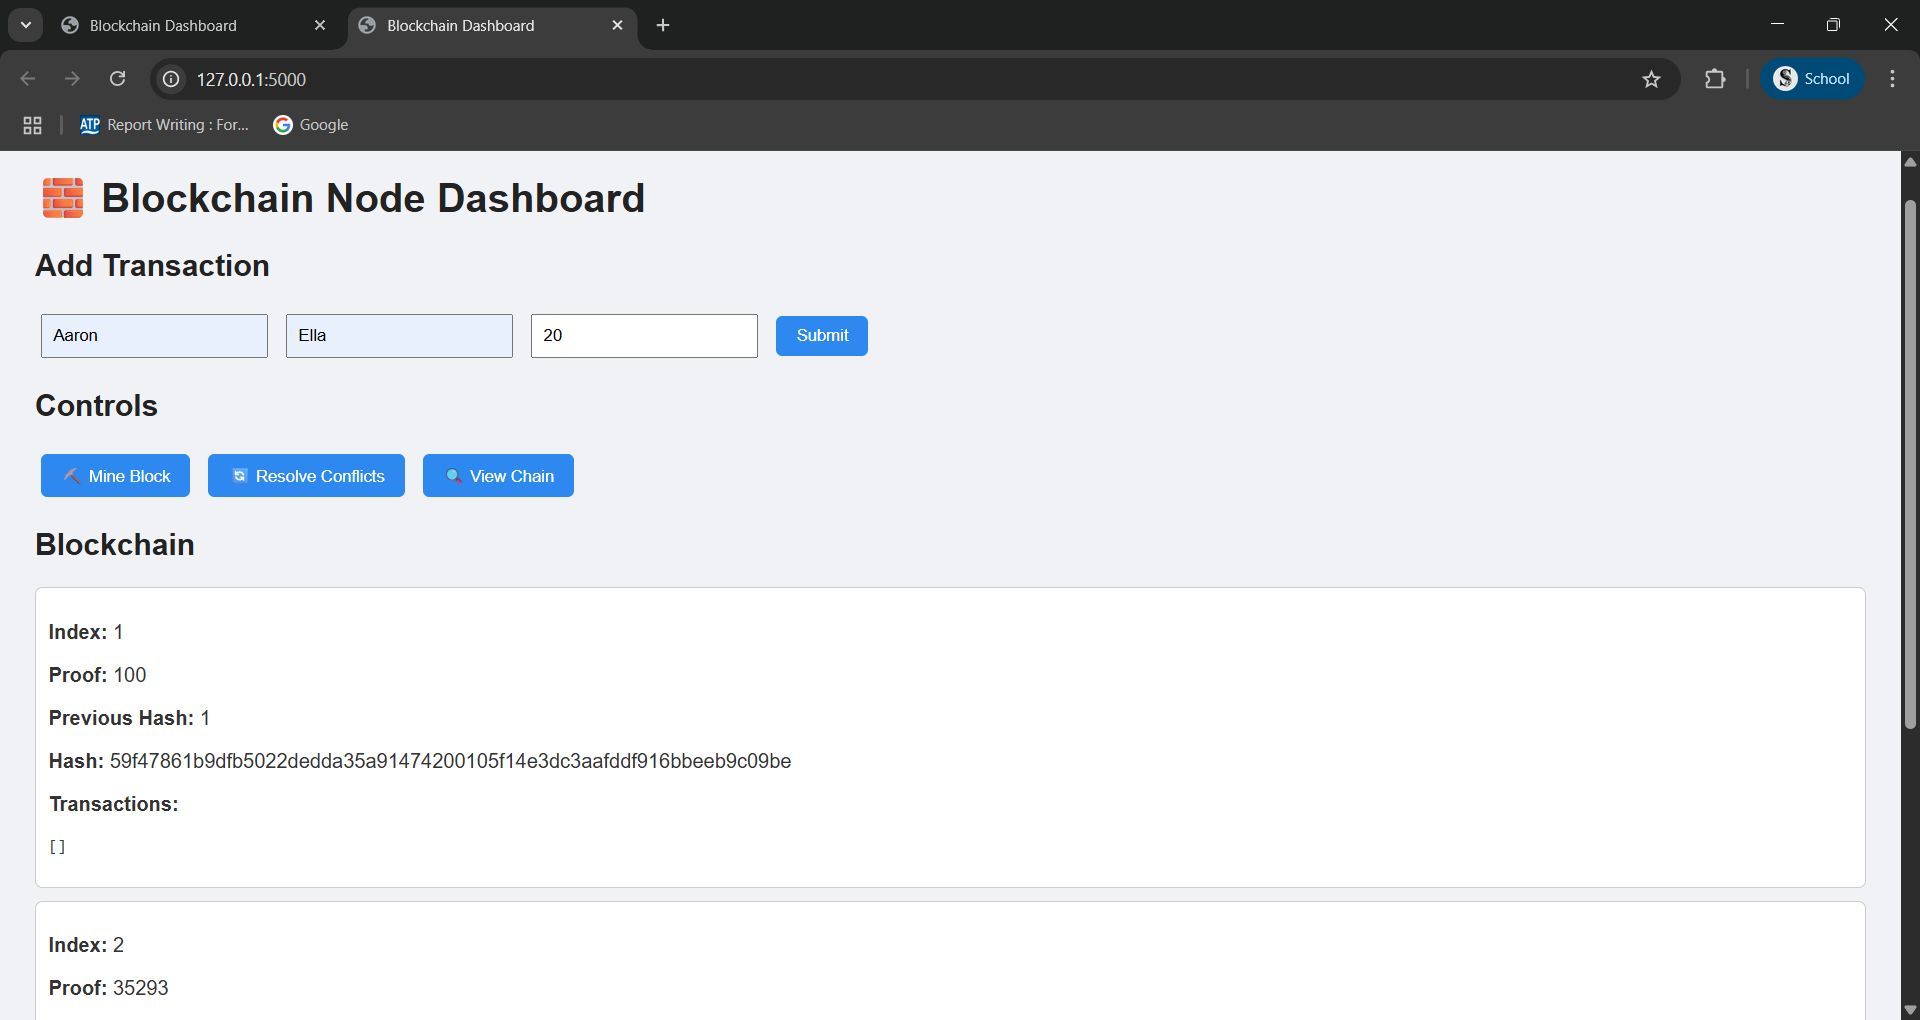 Blockchain Dashboard
Blockchain Dashboard
127.0.0.1:5000
School
ATP Report Writing : For...
Google
Blockchain Node Dashboard
Add Transaction
Aaron
Ella
20
Submit
Controls
Mine Block
Resolve Conflicts
View Chain
Blockchain
Index: 1
Proof: 100
Previous Hash: 1
Hash: 59f47861b9dfb5022dedda35a91474200105f14e3dc3aafddf916bbeeb9c09be
Transactions:
[]
Index: 2
Proof: 35293